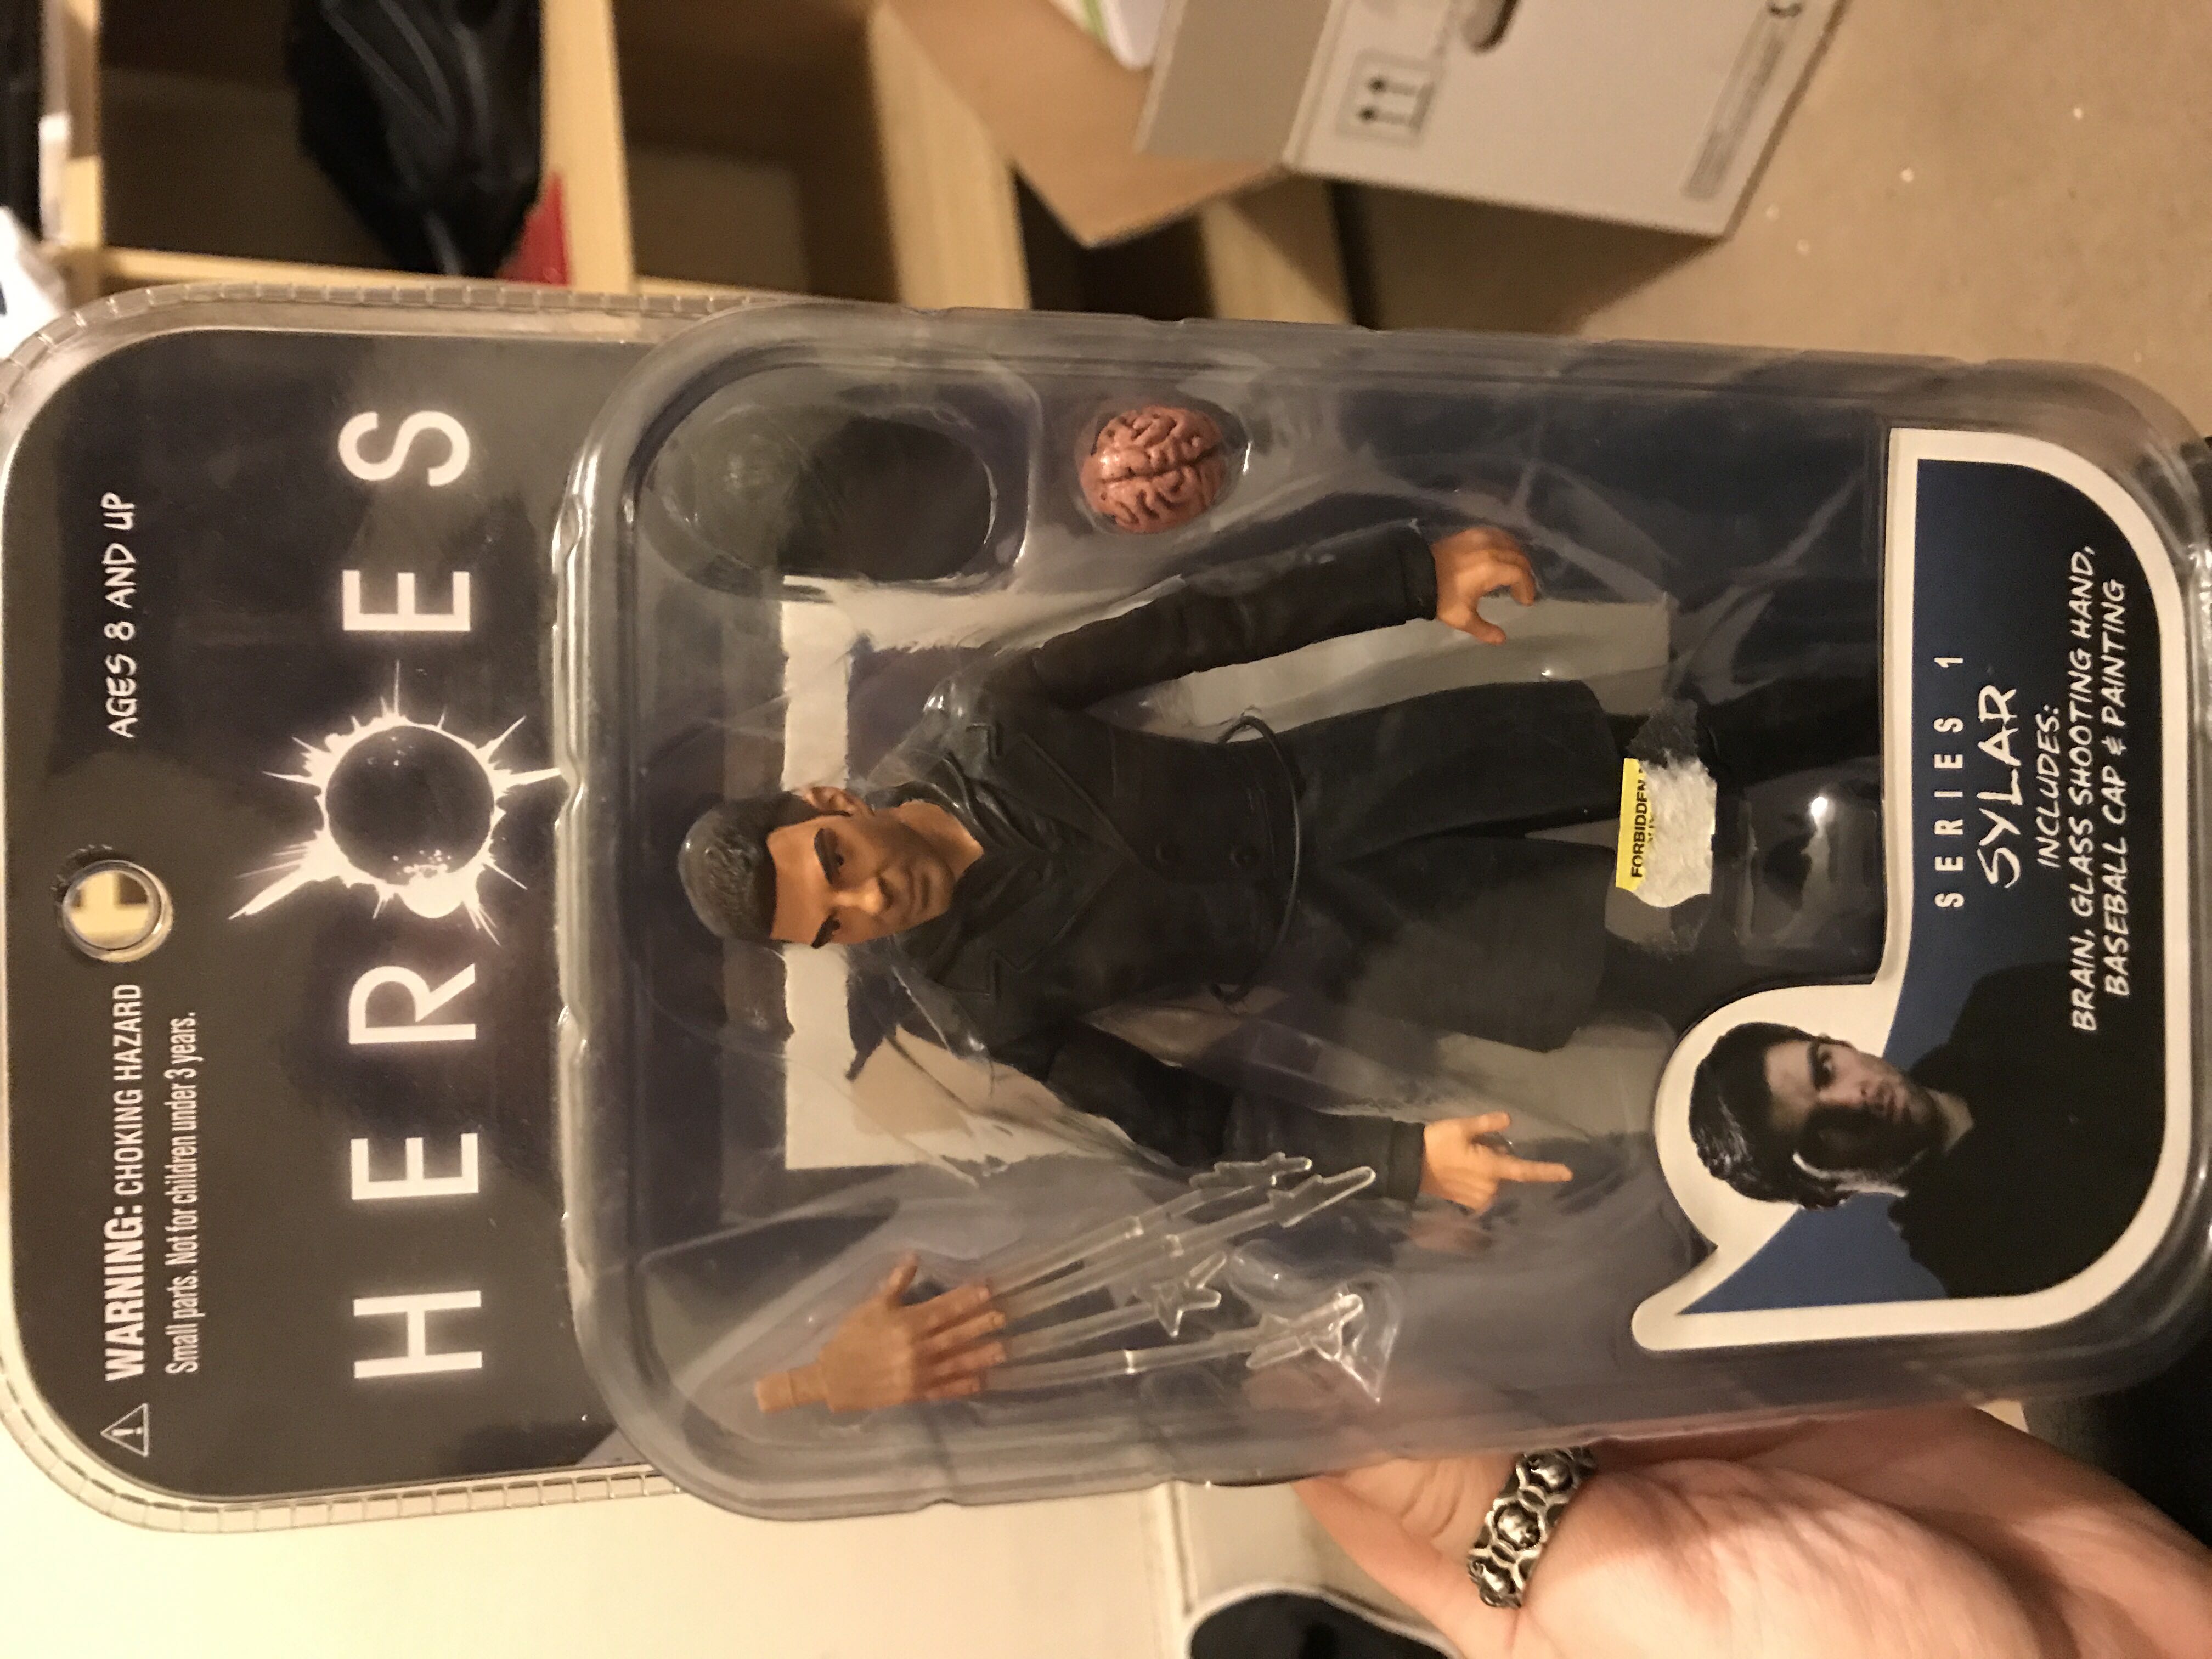 AGES 8 AND UP
WARNING: CHOKING HAZARD
Small parts. Not for children under 3 years.
HEROES
FORBIDDEN
SERIES 1
SYLAR
INCLUDES:
BRAIN, GLASS SHOOTING HAND,
BASEBALL CAP & PAINTING